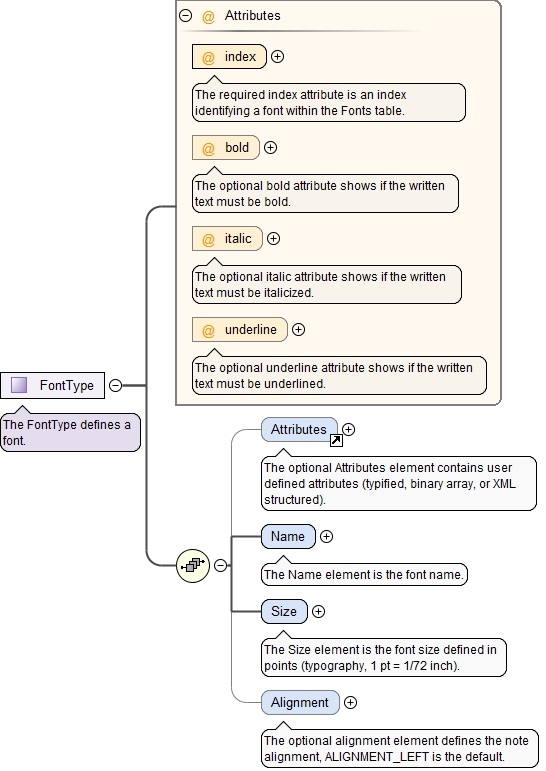 @ Attributes
@ index
The required index attribute is an index
identifying a font within the Fonts table.
@ bold
The optional bold attribute shows if the written
text must be bold.
@ italic
The optional italic attribute shows if the written
text must be italicized.
@ underline
The optional underline attribute shows if the written
text must be underlined.
FontType
The FontType defines a
font.
Attributes
The optional Attributes element contains user
defined attributes (typified, binary array, or XML
structured).
Name
The Name element is the font name.
Size
The Size element is the font size defined in
points (typography, 1 pt = 1/72 inch).
Alignment
The optional alignment element defines the note
alignment, ALIGNMENT_LEFT is the default.